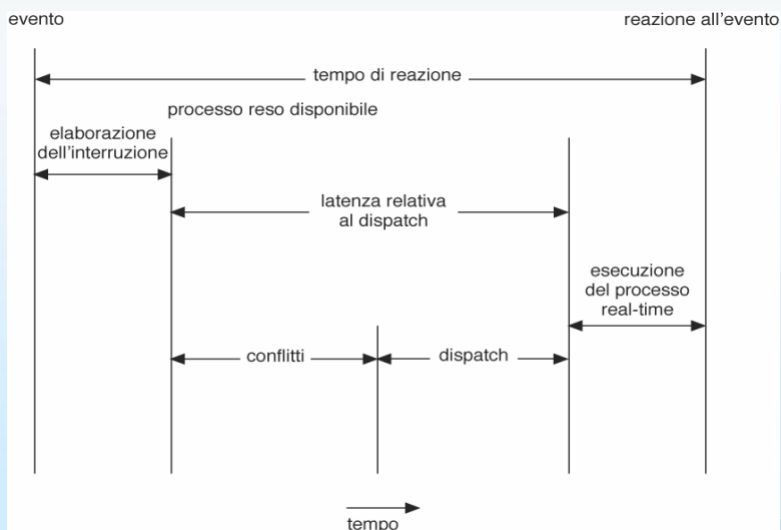 evento
reazione all'evento
tempo di reazione
processo reso disponibile
elaborazione
dell'interruzione
latenza relativa
al dispatch
esecuzione
del processo
real-time
conflitti
dispatch
tempo